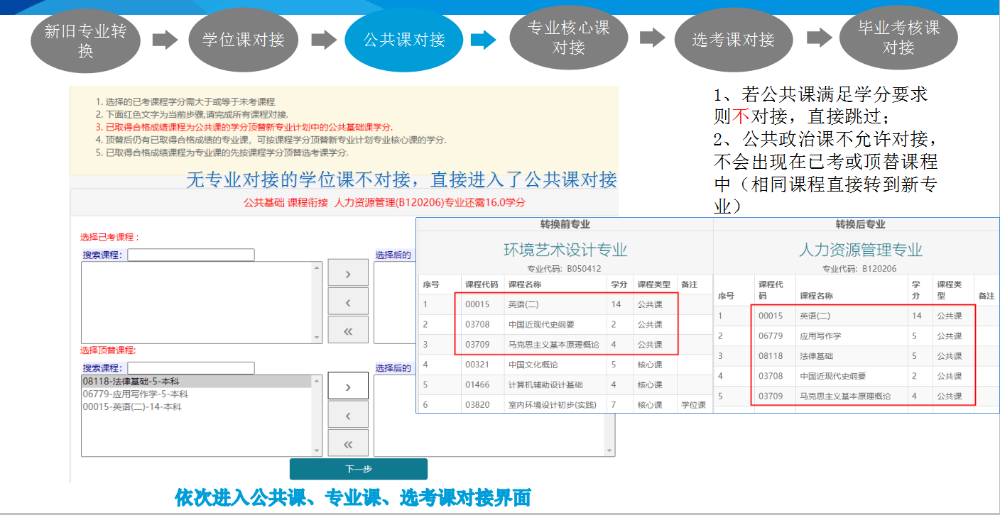 新旧专业转
换
学位课对接
公共课对接
专业核心课
对接
选考课对接
毕业考核课
对接
1. 选择的已考课程学分需大于或等于未考课程
2. 下面红色文字为当前步骤,请完成所有课程对接.
3. 已取得合格成绩课程为公共课的学分顶替新专业计划中的公共基础课学分.
4. 顶替后仍有已取得合格成绩的专业课，可按课程学分顶替新专业计划专业核心课的学分.
5. 已取得合格成绩课程为专业课的先按课程学分顶替选考课学分.
无专业对接的学位课不对接，直接进入了公共课对接
1、若公共课满足学分要求
则不对接，直接跳过；
2、公共政治课不允许对接，
不会出现在已考或顶替课程
中（相同课程直接转到新专
业）
公共基础 课程衔接 人力资源管理(B120206)专业还需16.0学分
选择已考课程：
搜索课程：
选择后的
›
‹
«
选择顶替课程:
搜索课程：
选择后的
08118-法律基础-5-本科
06779-应用写作学-5-本科
00015-英语(二)-14-本科
›
‹
«
下一步
转换前专业
环境艺术设计专业
专业代码: B050412
序号 课程代码 课程名称 学分 课程类型 备注
1 00015 英语(二) 14 公共课
2 03708 中国近现代史纲要 2 公共课
3 03709 马克思主义基本原理概论 4 公共课
4 00321 中国文化概论 5 核心课
5 01466 计算机辅助设计基础 4 核心课
6 03820 室内环境设计初步(实践) 7 核心课 学位课
转换后专业
人力资源管理专业
专业代码: B120206
序号 课程代码 课程名称 学分 课程类型 备注
1 00015 英语(二) 14 公共课
2 06779 应用写作学 5 公共课
3 08118 法律基础 5 公共课
4 03708 中国近现代史纲要 2 公共课
5 03709 马克思主义基本原理概论 4 公共课
依次进入公共课、专业课、选考课对接界面